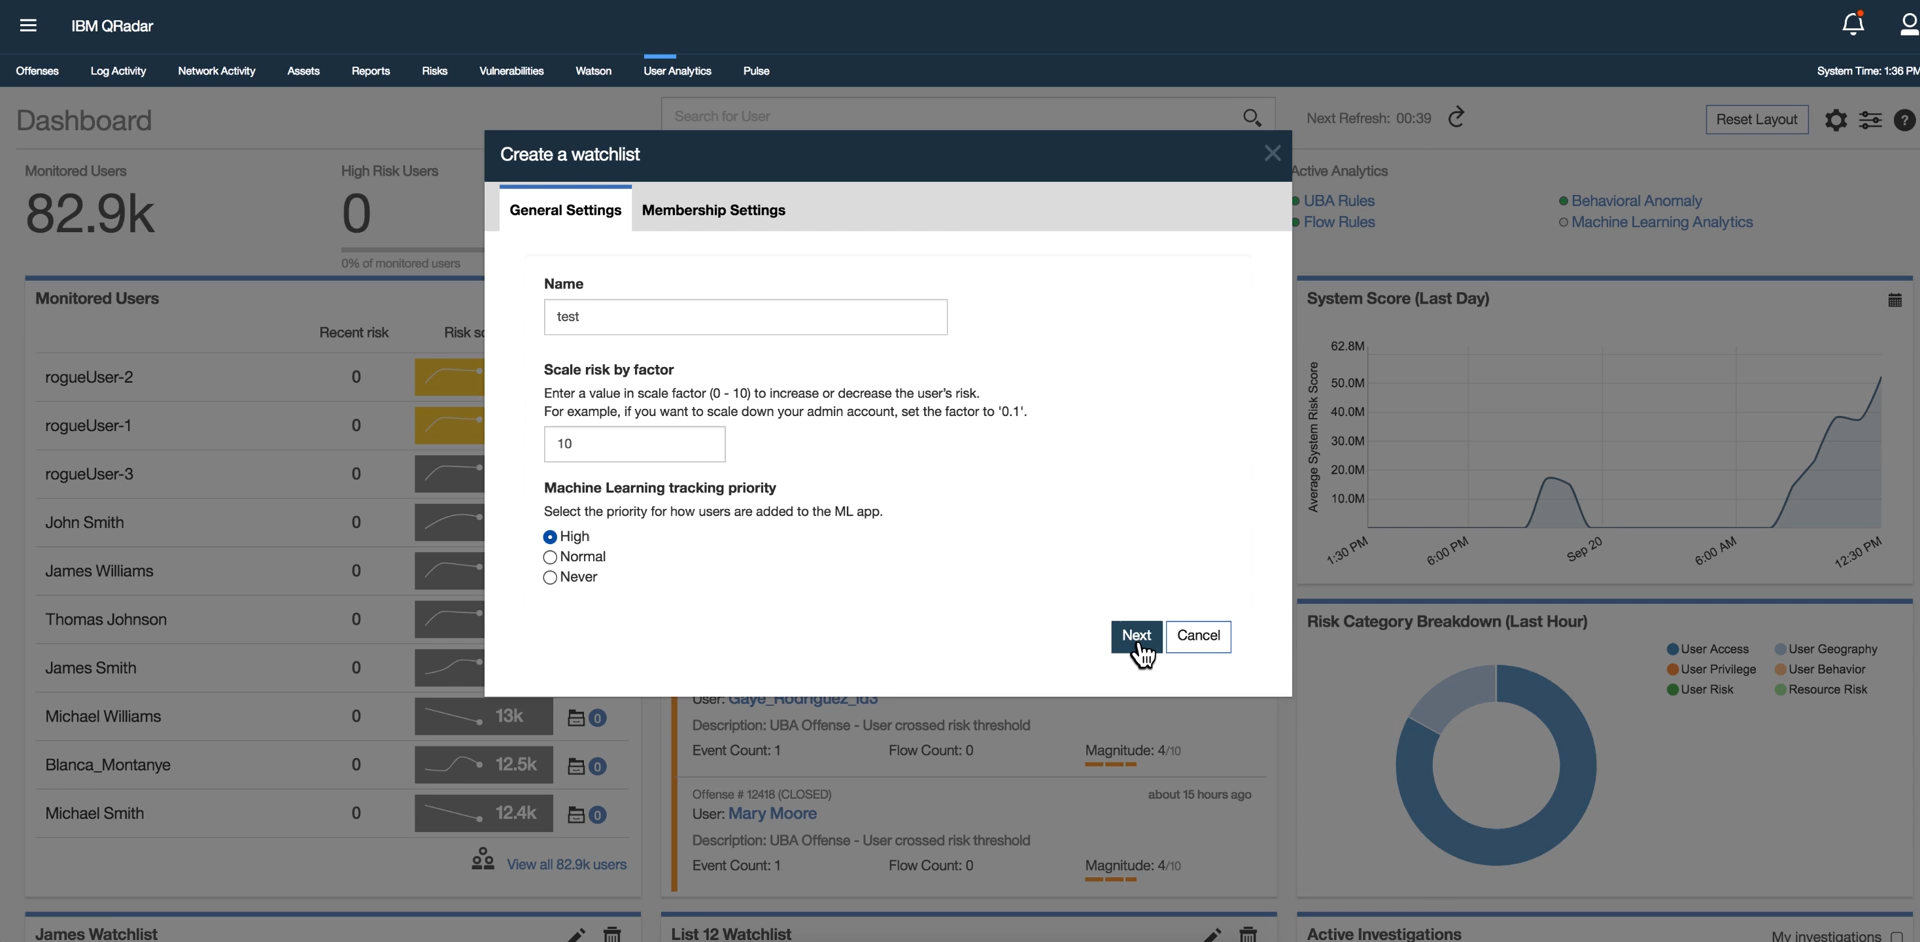 IBM QRadar
Offenses Log Activity Network Activity Assets Reports Risks Vulnerabilities Watson User Analytics Pulse
System Time: 1:36 PM
Dashboard
Search for User
Next Refresh: 00:39
Reset Layout
?
Monitored Users
82.9k
High Risk Users
0
0% of monitored users
Active Analytics
UBA Rules
Behavioral Anomaly
Flow Rules
Machine Learning Analytics
Create a watchlist
General Settings Membership Settings
Name
test
Scale risk by factor
Enter a value in scale factor (0 - 10) to increase or decrease the user's risk.
For example, if you want to scale down your admin account, set the factor to '0.1'.
10
Machine Learning tracking priority
Select the priority for how users are added to the ML app.
High
Normal
Never
Next Cancel
Monitored Users
Recent risk Risk sc
rogueUser-2 0
rogueUser-1 0
rogueUser-3 0
John Smith 0
James Williams 0
Thomas Johnson 0
James Smith 0
Michael Williams 0 13k 0
Blanca_Montanye 0 12.5k 0
Michael Smith 0 12.4k 0
View all 82.9k users
User: Gaye_Rodriguez_id3
Description: UBA Offense - User crossed risk threshold
Event Count: 1 Flow Count: 0 Magnitude: 4/10
Offense # 12418 (CLOSED) about 15 hours ago
User: Mary Moore
Description: UBA Offense - User crossed risk threshold
Event Count: 1 Flow Count: 0 Magnitude: 4/10
System Score (Last Day)
Average System Risk Score
62.8M
50.0M
40.0M
30.0M
20.0M
10.0M
1:30 PM 6:00 PM Sep 20 6:00 AM 12:30 PM
Risk Category Breakdown (Last Hour)
User Access User Geography
User Privilege User Behavior
User Risk Resource Risk
James Watchlist
List 12 Watchlist
Active Investigations
My investigations